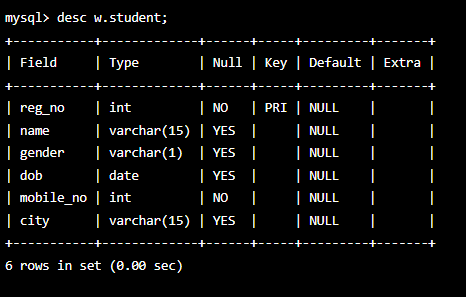 mysql> desc w.student;
+-----------+-------------+------+-----+---------+-------+
| Field     | Type        | Null | Key | Default | Extra |
+-----------+-------------+------+-----+---------+-------+
| reg_no    | int         | NO   | PRI | NULL    |       |
| name      | varchar(15) | YES  |     | NULL    |       |
| gender    | varchar(1)  | YES  |     | NULL    |       |
| dob       | date        | YES  |     | NULL    |       |
| mobile_no | int         | NO   |     | NULL    |       |
| city      | varchar(15) | YES  |     | NULL    |       |
+-----------+-------------+------+-----+---------+-------+
6 rows in set (0.00 sec)